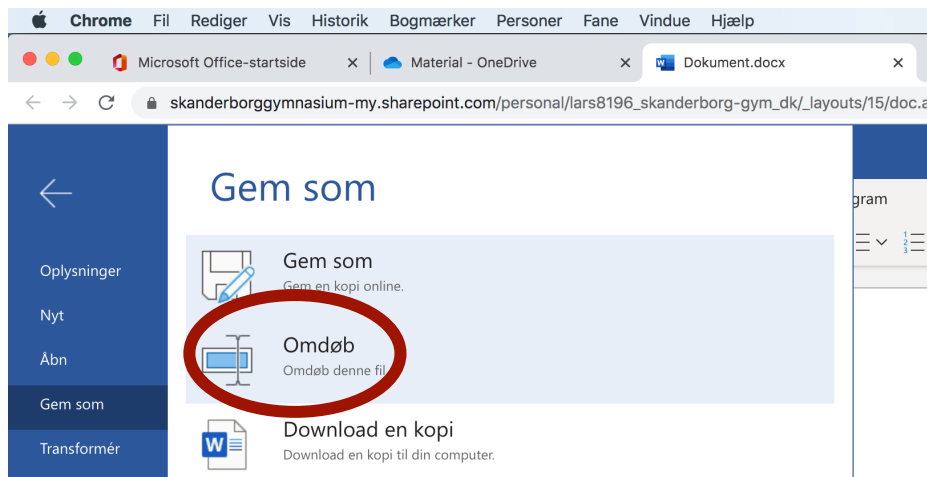 Chrome Fil Rediger Vis Historik Bogmærker Personer Fane Vindue Hjælp
Microsoft Office-startside Material - OneDrive Dokument.docx
skanderborggymnasium-my.sharepoint.com/personal/lars8196_skanderborg-gym_dk/_layouts/15/doc.a
Gem som
gram
Oplysninger
Nyt
Åbn
Gem som
Transformér
Gem som
Gem en kopi online.
Omdøb
Omdøb denne fil
Download en kopi
Download en kopi til din computer.